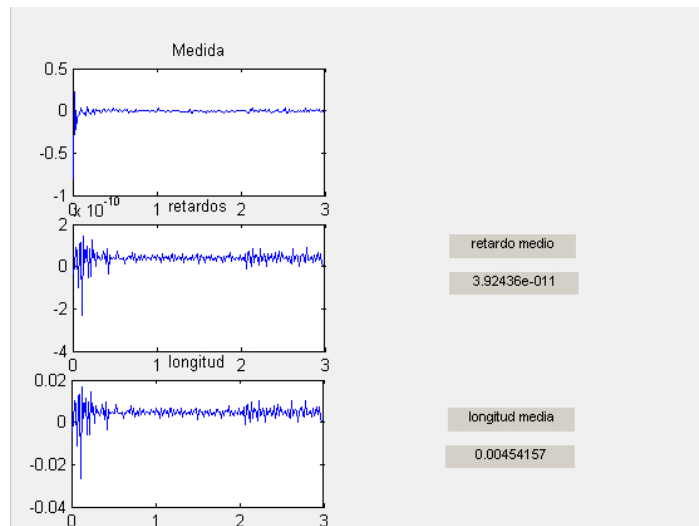 Medida
0.5
0
-0.5
-1
0 1 2 3
x 10^-10
retardos
2
0
-2
-4
0 1 2 3
retardo medio
3.92436e-011
longitud
0.02
0
-0.02
-0.04
0 1 2 3
longitud media
0.00454157